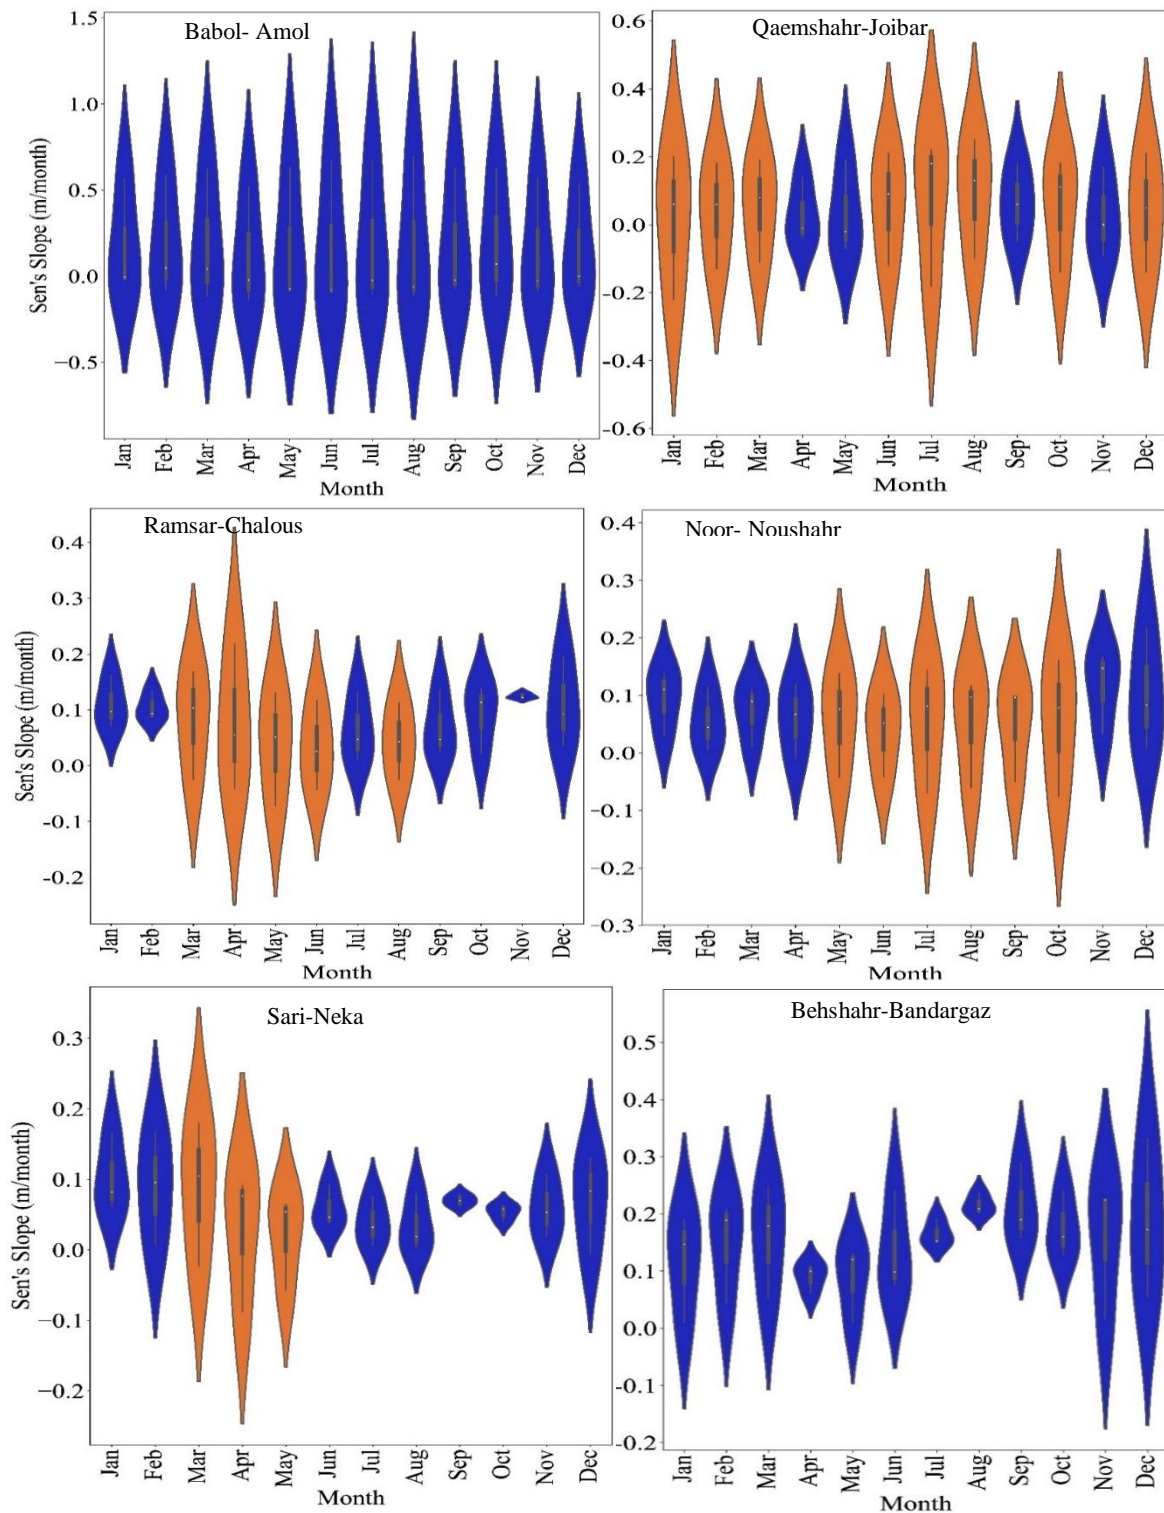 Babol- Amol
1.5
1.0
0.5
0.0
−0.5
Sen's Slope (m/month)
Jan Feb Mar Apr May Jun Jul Aug Sep Oct Nov Dec
Month
Qaemshahr-Joibar
0.6
0.4
0.2
0.0
-0.2
-0.4
-0.6
Jan Feb Mar Apr May Jun Jul Aug Sep Oct Nov Dec
Month
Ramsar-Chalous
0.4
0.3
0.2
0.1
0.0
-0.1
-0.2
Sen's Slope (m/month)
Jan Feb Mar Apr May Jun Jul Aug Sep Oct Nov Dec
Month
Noor- Noushahr
0.4
0.3
0.2
0.1
0.0
−0.1
−0.2
−0.3
Jan Feb Mar Apr May Jun Jul Aug Sep Oct Nov Dec
Month
Sari-Neka
0.3
0.2
0.1
0.0
−0.1
−0.2
Sen's Slope (m/month)
Jan Feb Mar Apr May Jun Jul Aug Sep Oct Nov Dec
Month
Behshahr-Bandargaz
0.5
0.4
0.3
0.2
0.1
0.0
-0.1
-0.2
Jan Feb Mar Apr May Jun Jul Aug Sep Oct Nov Dec
Month